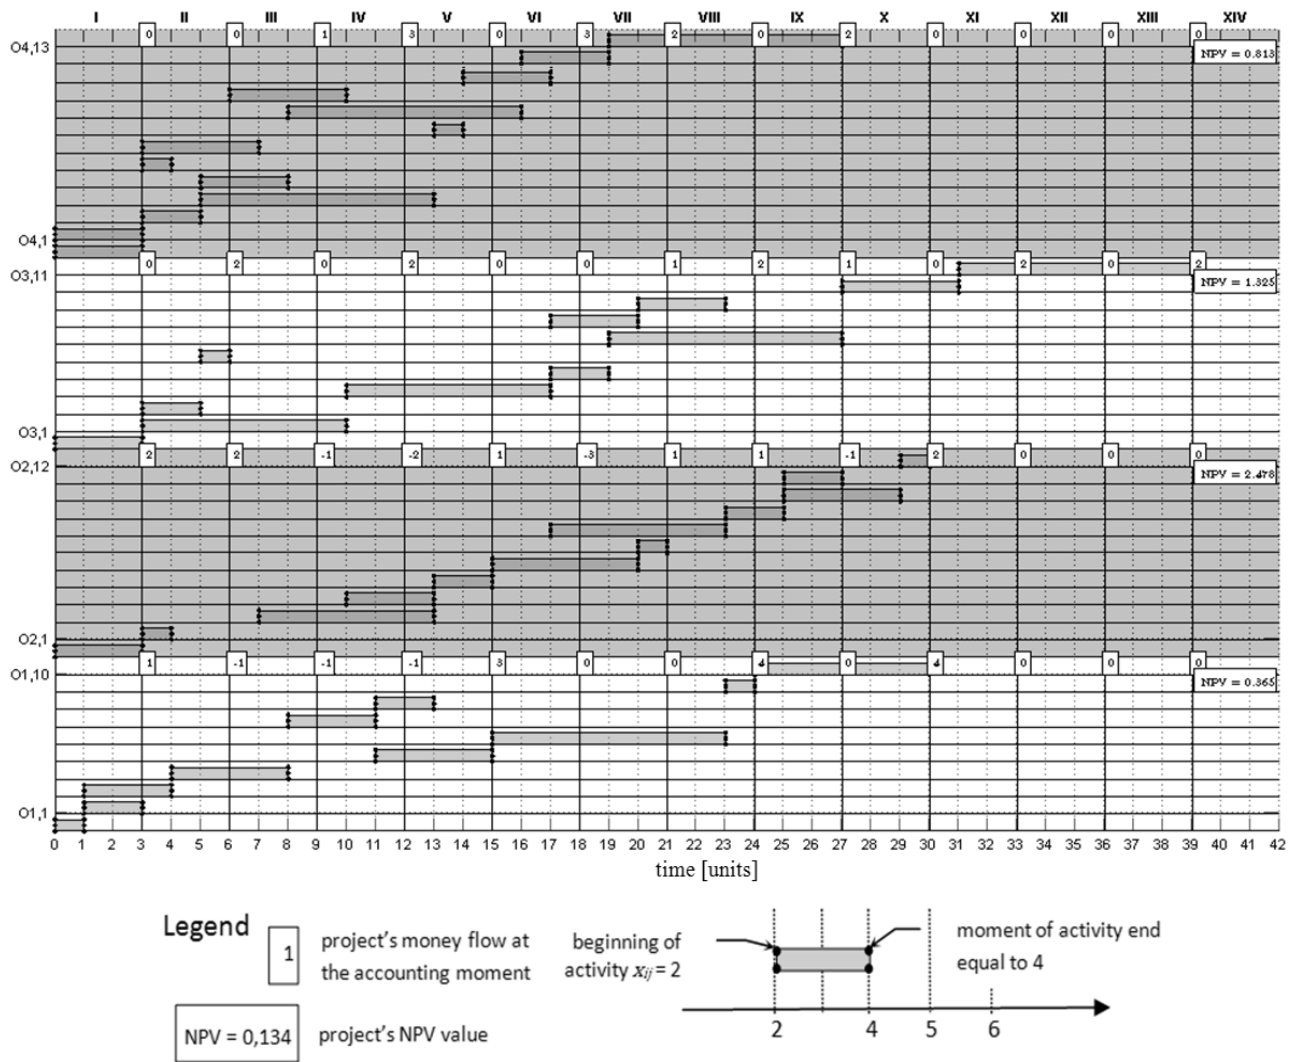 I II III IV V VI VII VIII IX X XI XII XIII XIV
0 0 1 3 0 3 2 0 2 0 0 0 0
O4,13
NPV = 0.813
O4,1
0 2 0 2 0 0 1 2 1 0 2 0 2
O3,11
NPV = 1.325
O3,1
2 2 -1 -2 1 -3 1 1 -1 2 0 0 0
O2,12
NPV = 2.478
O2,1
1 -1 -1 -1 3 0 0 4 0 4 0 0 0
O1,10
NPV = 0.365
O1,1
0 1 2 3 4 5 6 7 8 9 10 11 12 13 14 15 16 17 18 19 20 21 22 23 24 25 26 27 28 29 30 31 32 33 34 35 36 37 38 39 40 41 42
time [units]
Legend
1
project's money flow at
the accounting moment
beginning of
activity xij = 2
moment of activity end
equal to 4
NPV = 0,134
project's NPV value
2 4 5 6